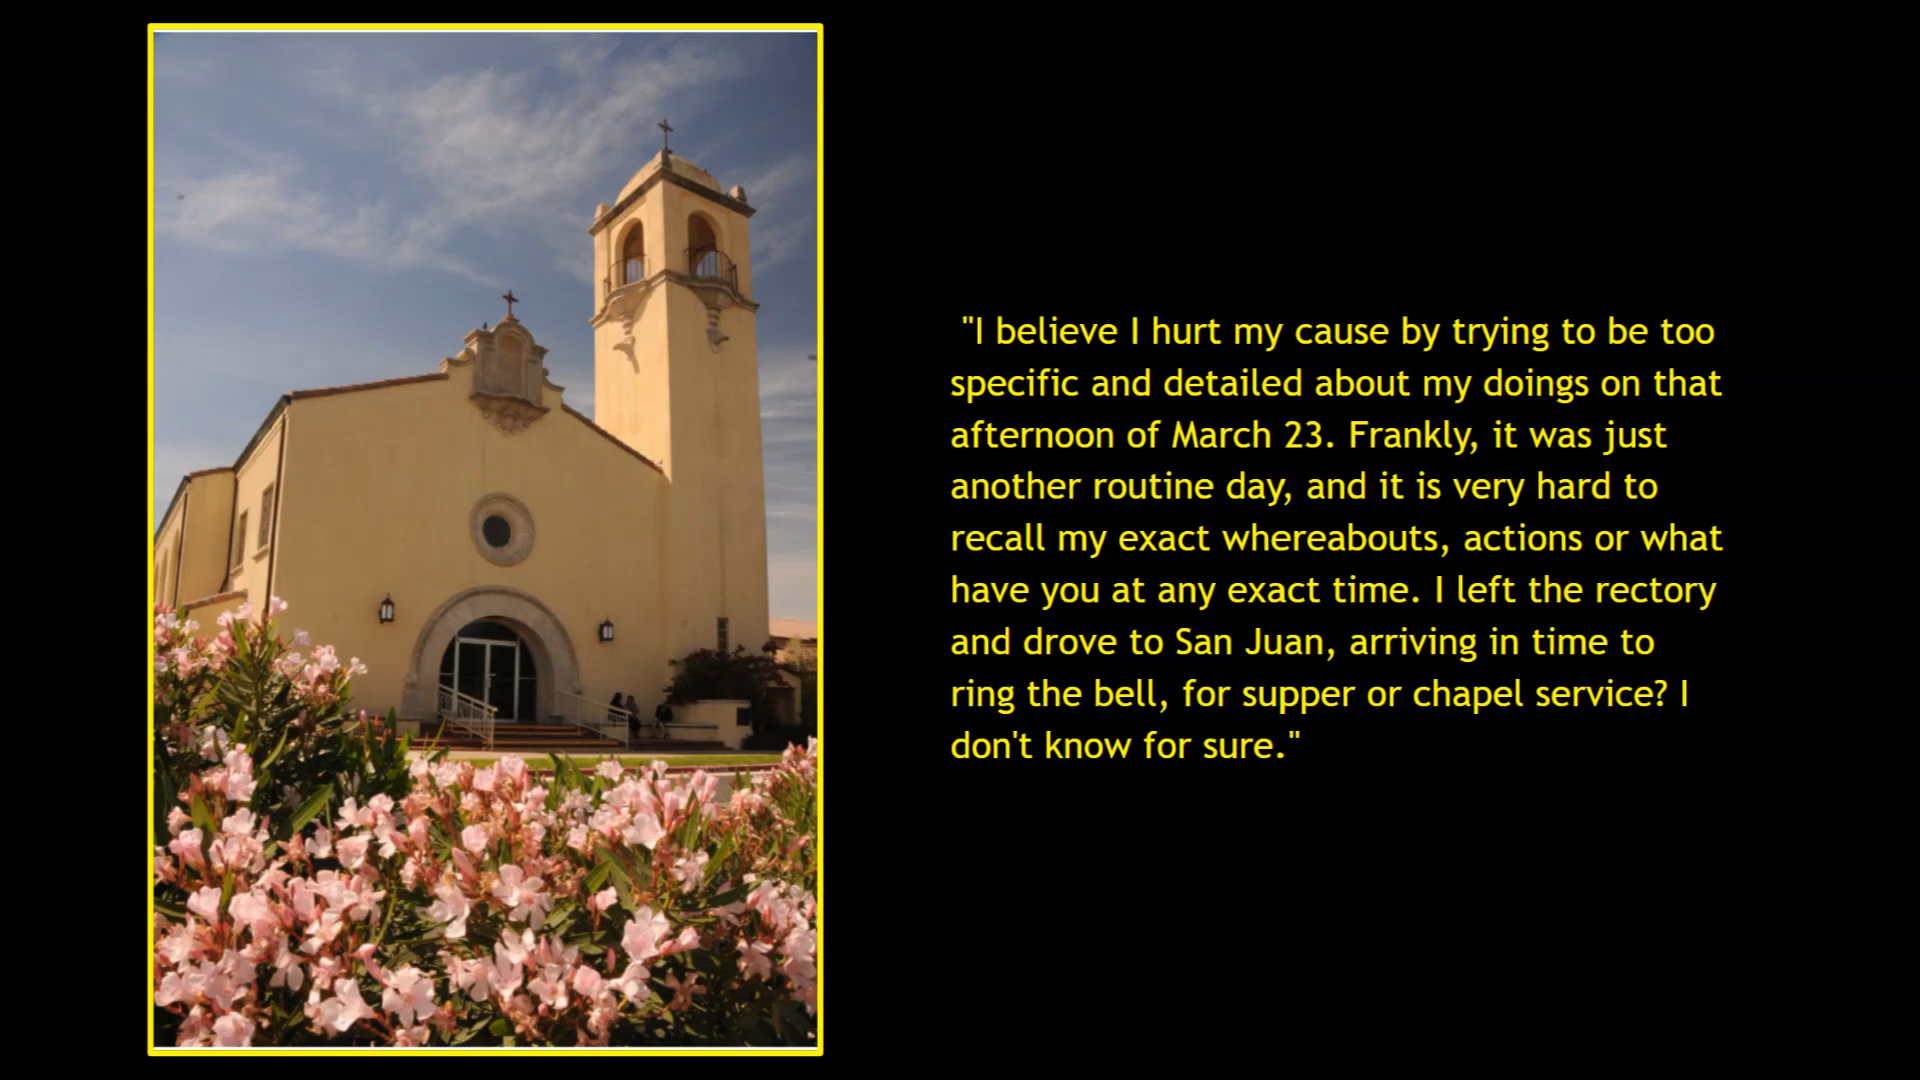 "I believe I hurt my cause by trying to be too
specific and detailed about my doings on that
afternoon of March 23. Frankly, it was just
another routine day, and it is very hard to
recall my exact whereabouts, actions or what
have you at any exact time. I left the rectory
and drove to San Juan, arriving in time to
ring the bell, for supper or chapel service? I
don't know for sure."